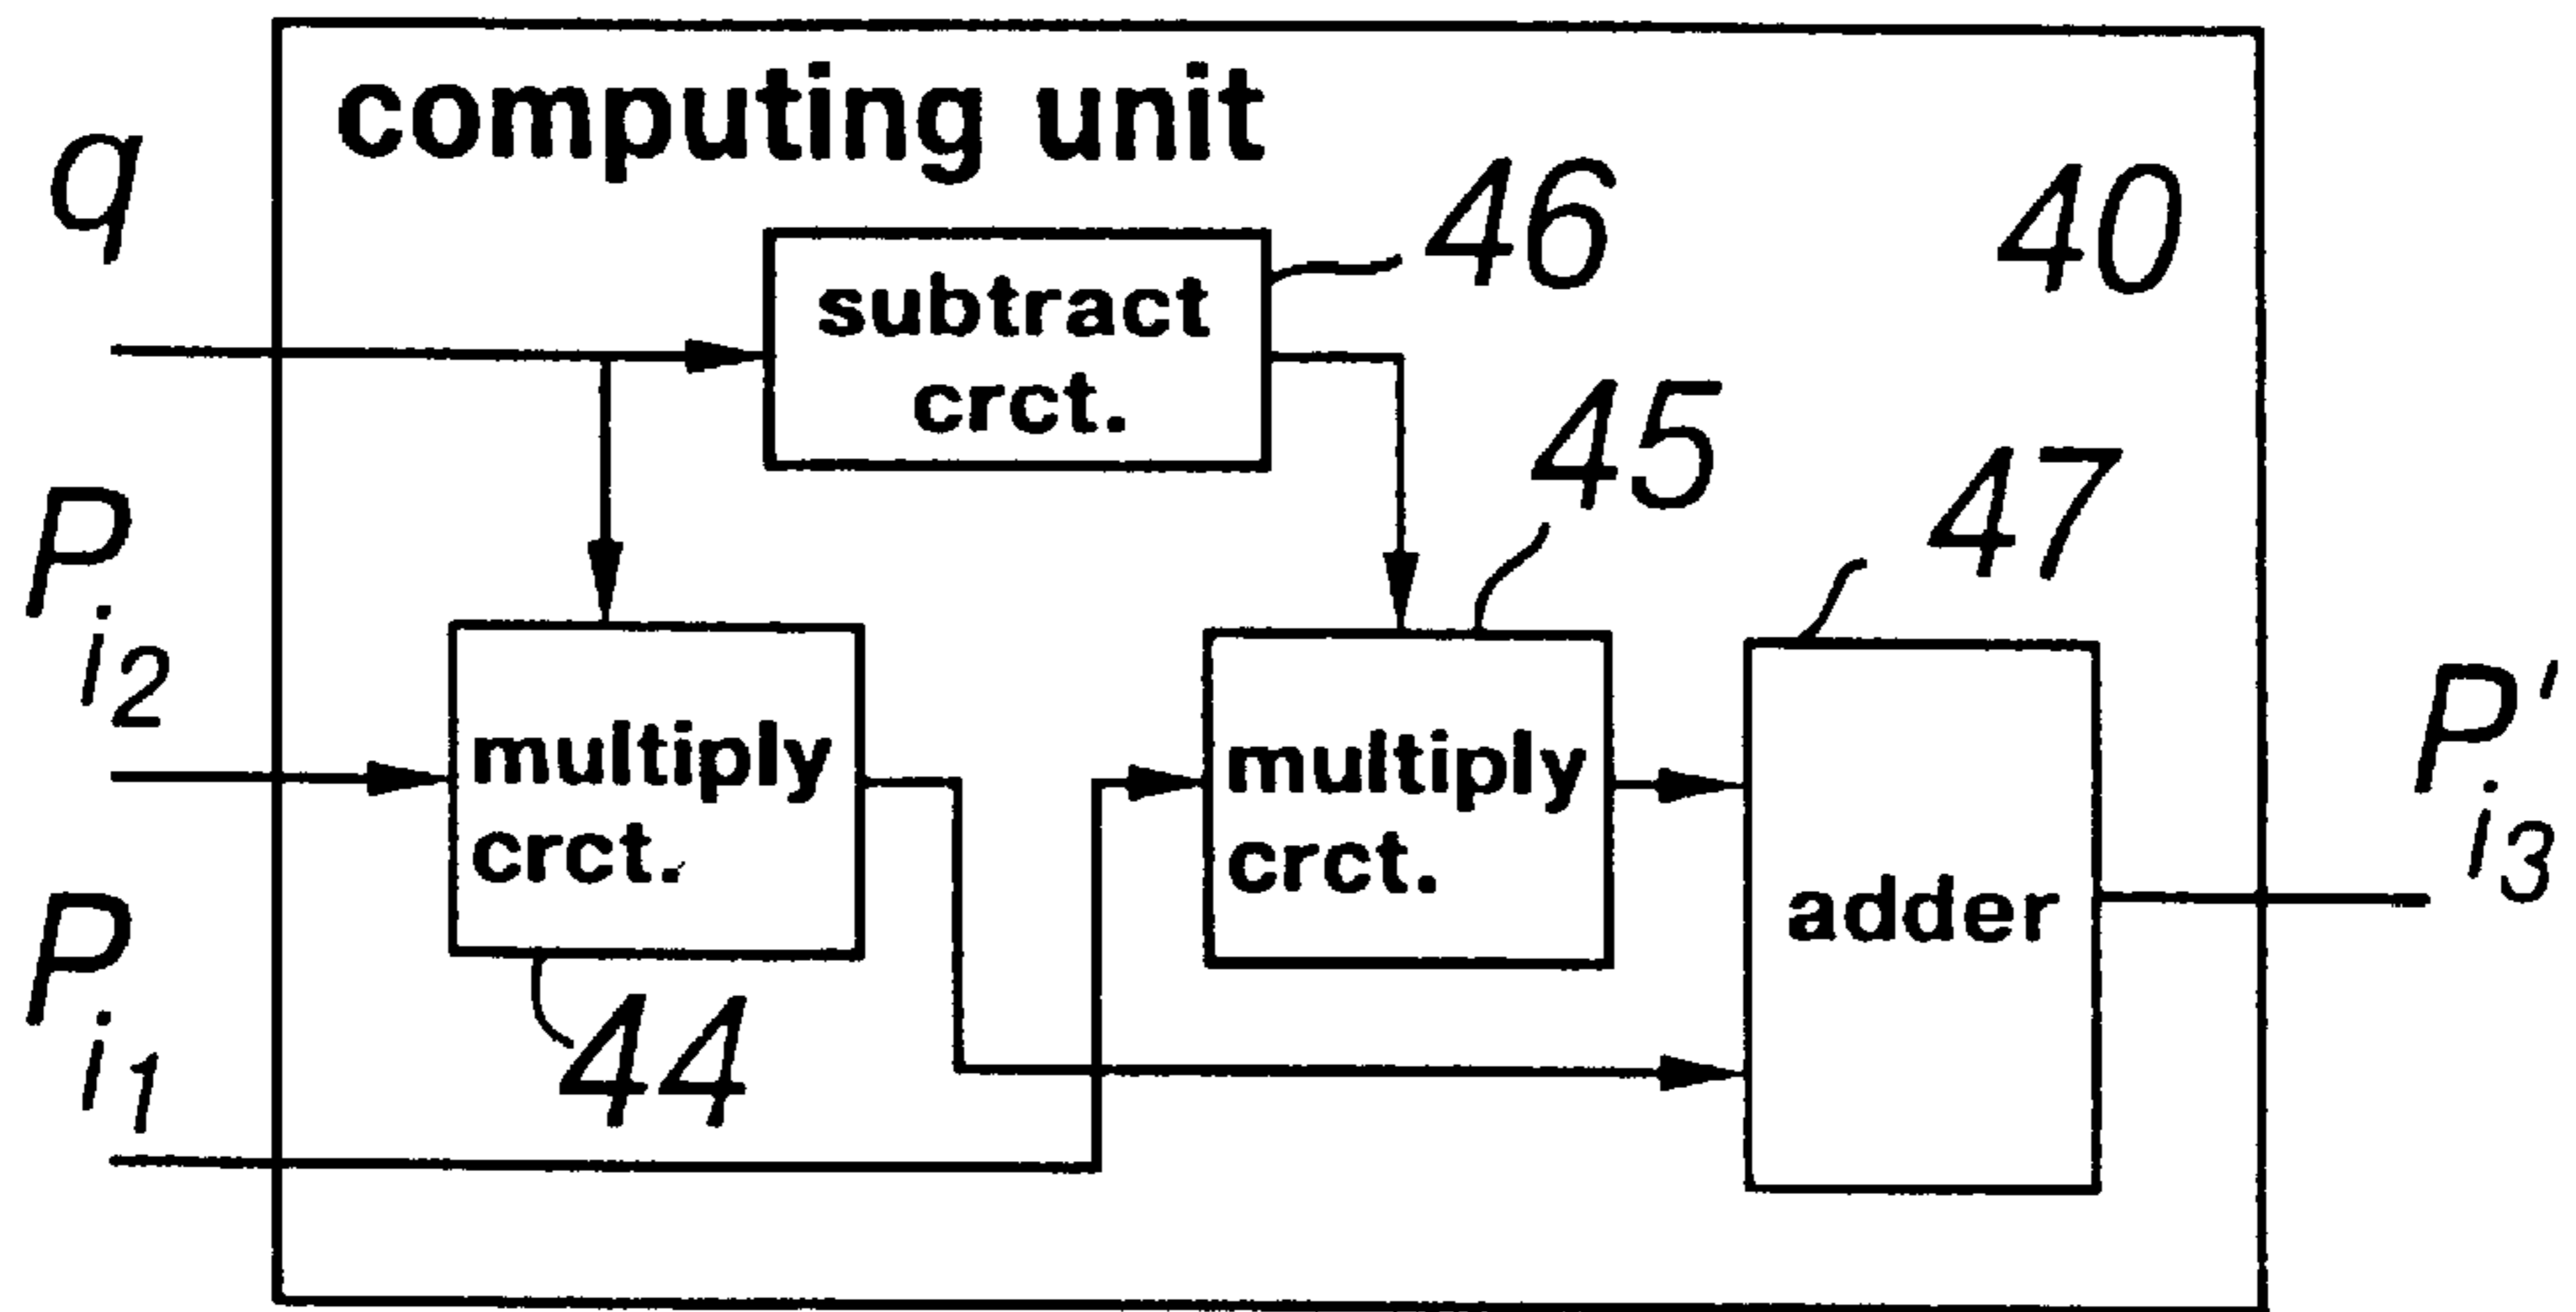 computing unit
q
46
40
subtract
crct.
45
47
P i2
multiply
crct.
multiply
crct.
P' i3
adder
P i1
44